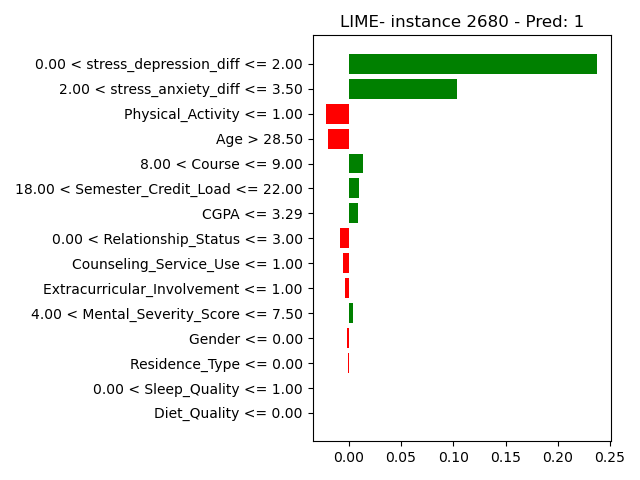 LIME- instance 2680 - Pred: 1
0.00 < stress_depression_diff <= 2.00
2.00 < stress_anxiety_diff <= 3.50
Physical_Activity <= 1.00
Age > 28.50
8.00 < Course <= 9.00
18.00 < Semester_Credit_Load <= 22.00
CGPA <= 3.29
0.00 < Relationship_Status <= 3.00
Counseling_Service_Use <= 1.00
Extracurricular_Involvement <= 1.00
4.00 < Mental_Severity_Score <= 7.50
Gender <= 0.00
Residence_Type <= 0.00
0.00 < Sleep_Quality <= 1.00
Diet_Quality <= 0.00
0.00 0.05 0.10 0.15 0.20 0.25